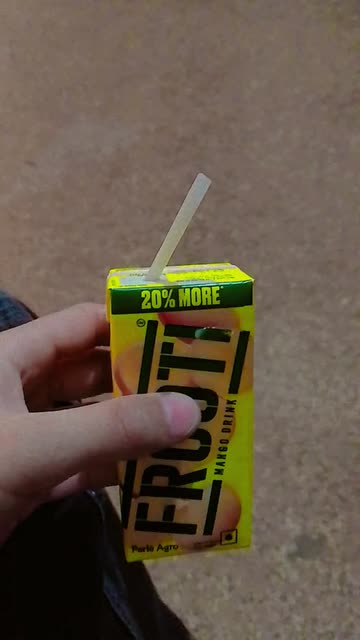 20% MORE*
FROOTI
MANGO DRINK
Parle Agro